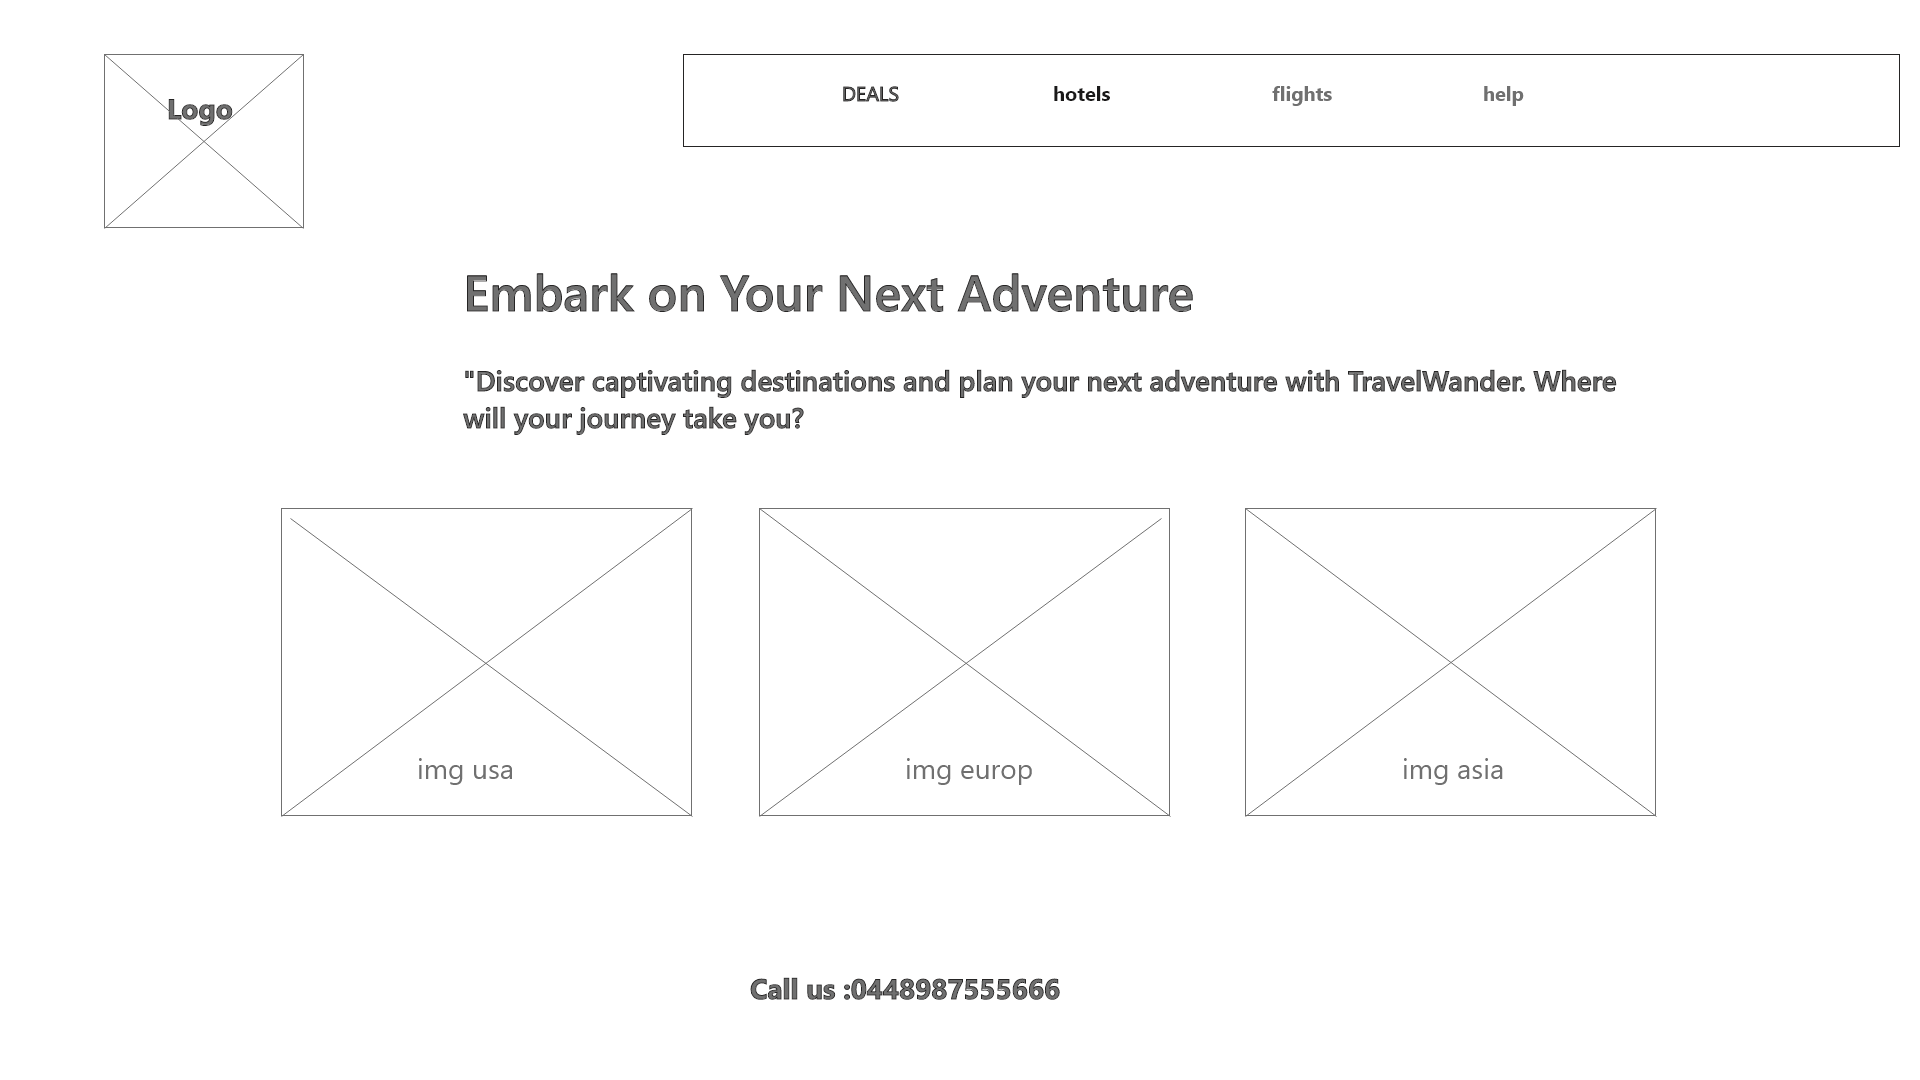 Logo
DEALS hotels flights help
Embark on Your Next Adventure
"Discover captivating destinations and plan your next adventure with TravelWander. Where
will your journey take you?
img usa img europ img asia
Call us :0448987555666